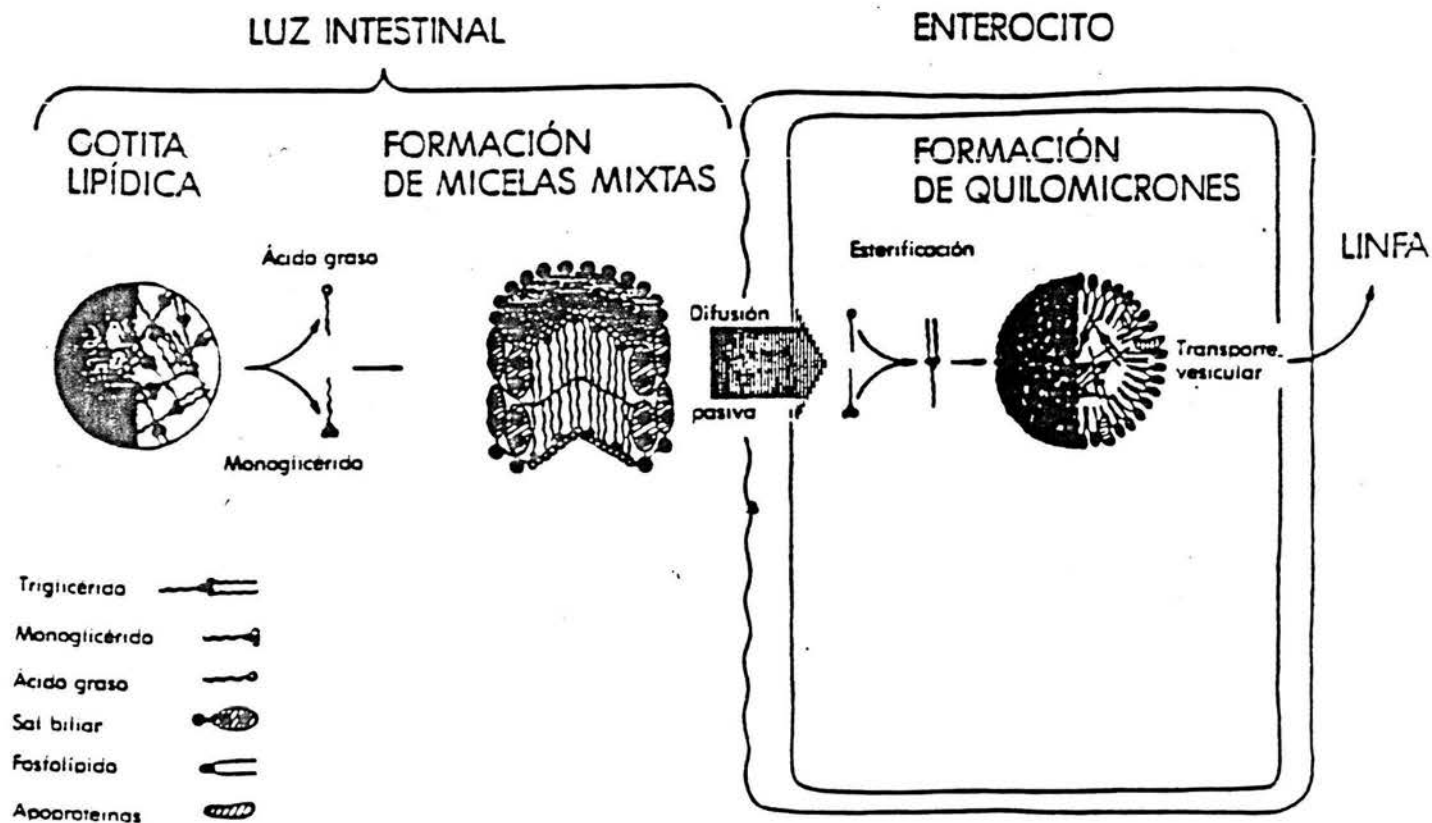 LUZ INTESTINAL
ENTEROCITO
GOTITA
LIPÍDICA
FORMACIÓN
DE MICELAS MIXTAS
FORMACIÓN
DE QUILOMICRONES
Ácido graso
Monoglicérido
Difusión
pasiva
Esterificación
Transporte
vesicular
LINFA
Triglicérido
Monoglicérido
Ácido graso
Sal biliar
Fosfolípido
Apoproteínas